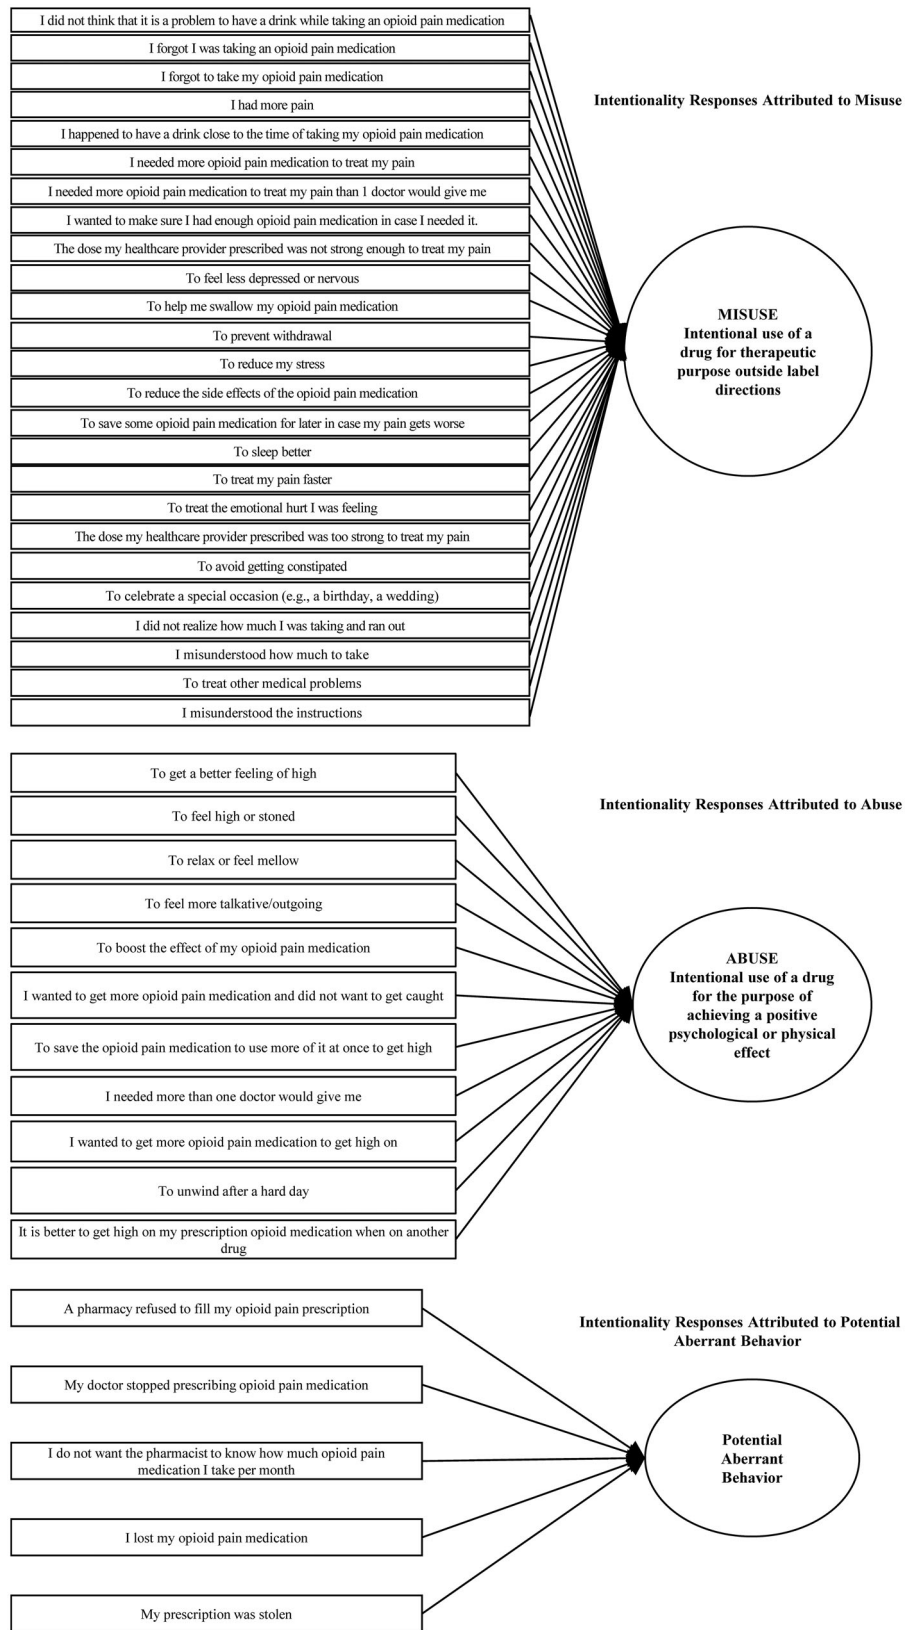 I did not think that it is a problem to have a drink while taking an opioid pain medication
I forgot I was taking an opioid pain medication
I forgot to take my opioid pain medication
I had more pain
I happened to have a drink close to the time of taking my opioid pain medication
I needed more opioid pain medication to treat my pain
I needed more opioid pain medication to treat my pain than 1 doctor would give me
I wanted to make sure I had enough opioid pain medication in case I needed it.
The dose my healthcare provider prescribed was not strong enough to treat my pain
To feel less depressed or nervous
To help me swallow my opioid pain medication
To prevent withdrawal
To reduce my stress
To reduce the side effects of the opioid pain medication
To save some opioid pain medication for later in case my pain gets worse
To sleep better
To treat my pain faster
To treat the emotional hurt I was feeling
The dose my healthcare provider prescribed was too strong to treat my pain
To avoid getting constipated
To celebrate a special occasion (e.g., a birthday, a wedding)
I did not realize how much I was taking and ran out
I misunderstood how much to take
To treat other medical problems
I misunderstood the instructions
Intentionality Responses Attributed to Misuse
MISUSE
Intentional use of a
drug for therapeutic
purpose outside label
directions
To get a better feeling of high
To feel high or stoned
To relax or feel mellow
To feel more talkative/outgoing
To boost the effect of my opioid pain medication
I wanted to get more opioid pain medication and did not want to get caught
To save the opioid pain medication to use more of it at once to get high
I needed more than one doctor would give me
I wanted to get more opioid pain medication to get high on
To unwind after a hard day
It is better to get high on my prescription opioid medication when on another
drug
Intentionality Responses Attributed to Abuse
ABUSE
Intentional use of a drug
for the purpose of
achieving a positive
psychological or physical
effect
A pharmacy refused to fill my opioid pain prescription
My doctor stopped prescribing opioid pain medication
I do not want the pharmacist to know how much opioid pain
medication I take per month
I lost my opioid pain medication
My prescription was stolen
Intentionality Responses Attributed to Potential
Aberrant Behavior
Potential
Aberrant
Behavior